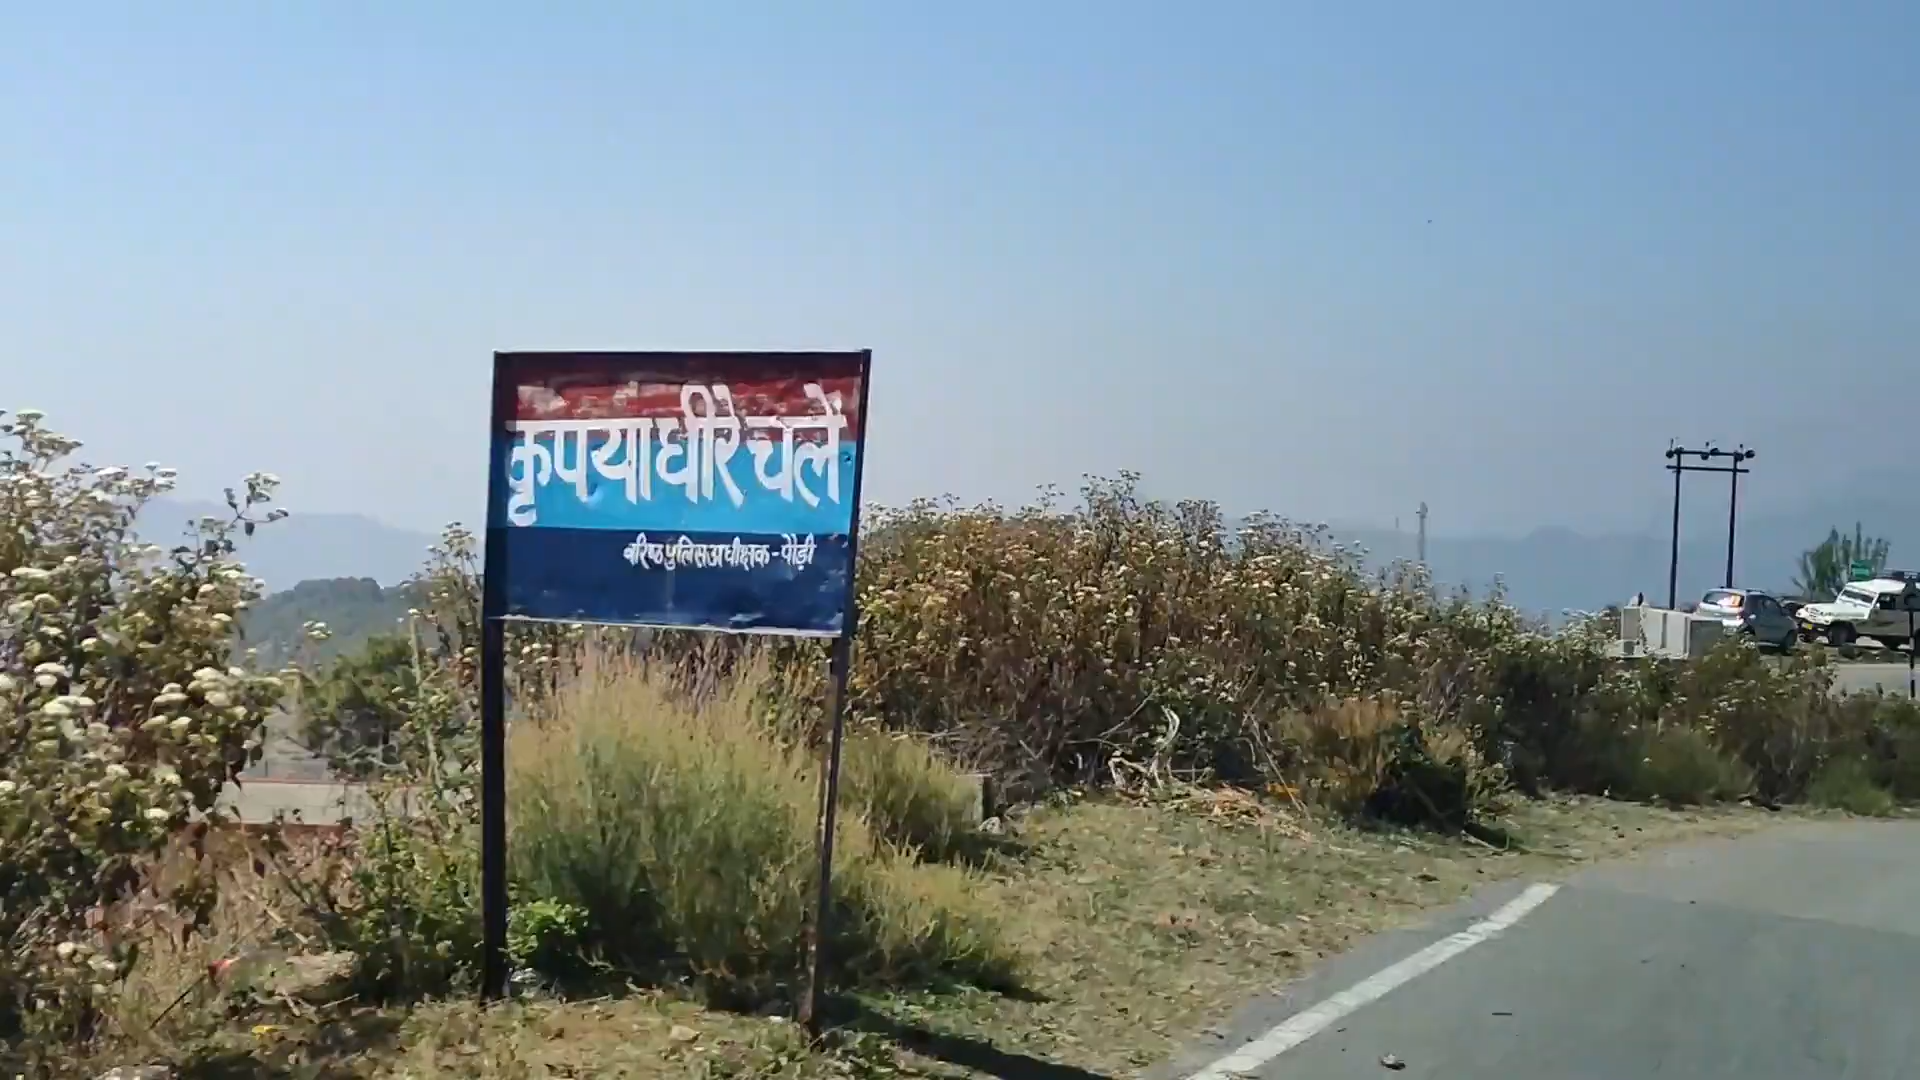 कृपया धीरे चलें
वरिष्ठ पुलिस अधीक्षक - पौड़ी